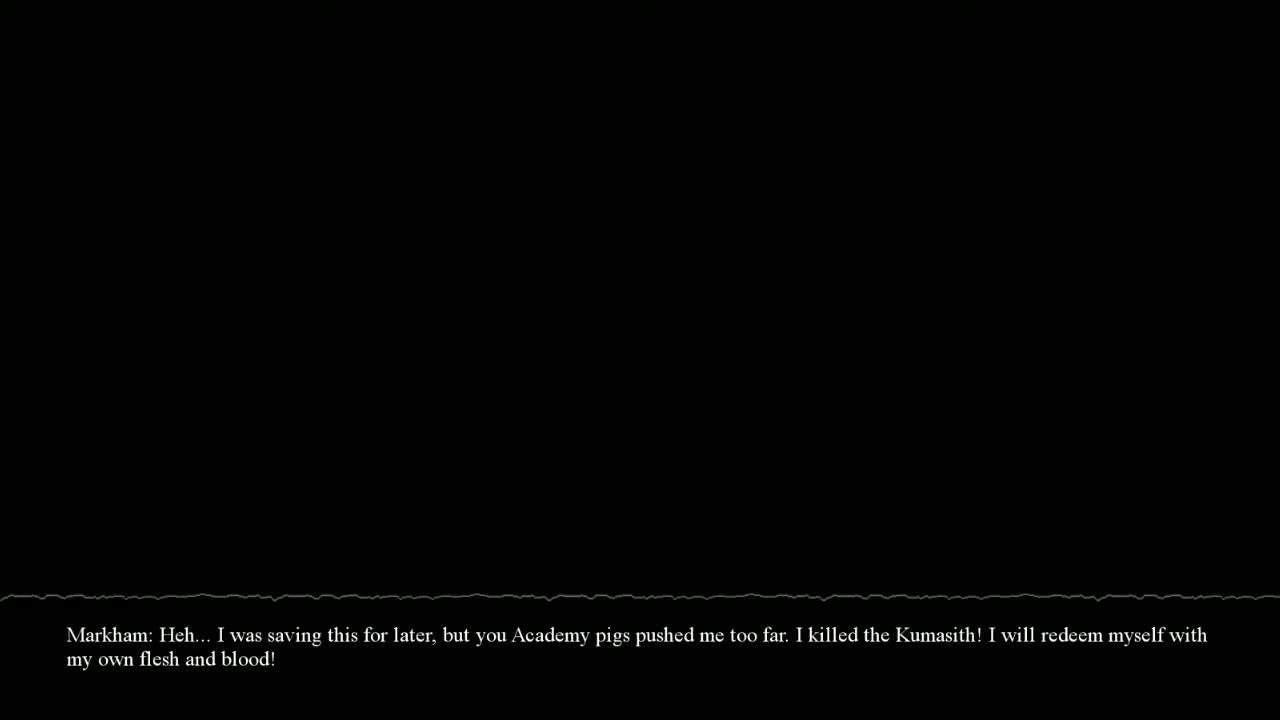 Markham: Heh... I was saving this for later, but you Academy pigs pushed me too far. I killed the Kumasith! I will redeem myself with
my own flesh and blood!